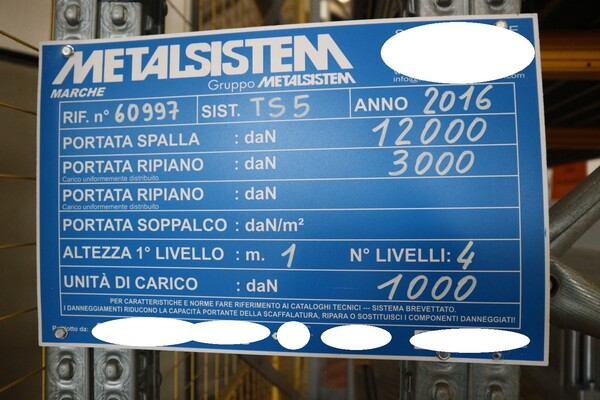 METALSISTEM
MARCHE
Gruppo METALSISTEM
RIF. n° 60997 SIST. TS5 ANNO 2016
PORTATA SPALLA : daN 12000
PORTATA RIPIANO : daN 3000
Carico uniformemente distribuito
PORTATA RIPIANO : daN
Carico uniformemente distribuito
PORTATA SOPPALCO : daN/m²
ALTEZZA 1° LIVELLO : m. 1 N° LIVELLI: 4
UNITÀ DI CARICO : daN 1000
PER CARATTERISTICHE E NORME FARE RIFERIMENTO AI CATALOGHI TECNICI --- SISTEMA BREVETTATO.
I DANNEGGIAMENTI RIDUCONO LA CAPACITÀ PORTANTE DELLA SCAFFALATURA, RIPARA O SOSTITUISCI I COMPONENTI DANNEGGIATI!
Prodotto da: